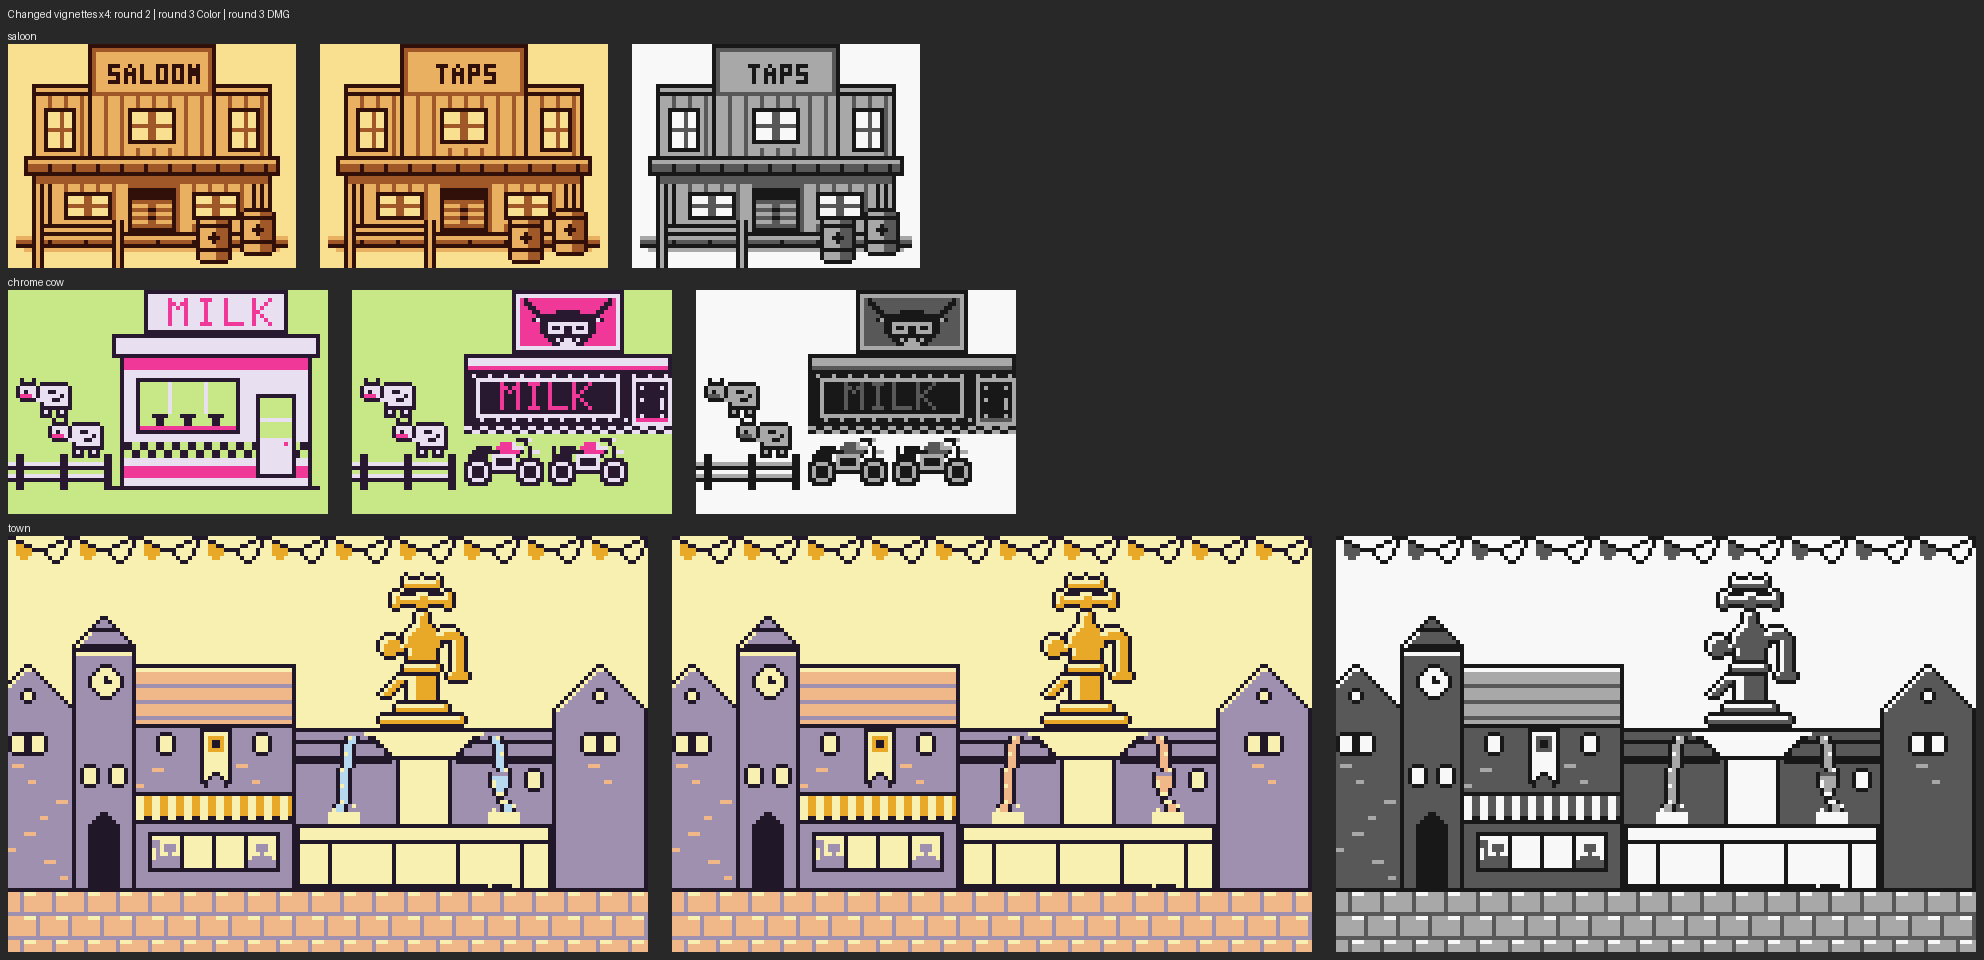 Changed vignettes x4: round 2 | round 3 Color | round 3 DMG
saloon
SALOON
TAPS
TAPS
chrome cow
MILK
MILK
MILK
town